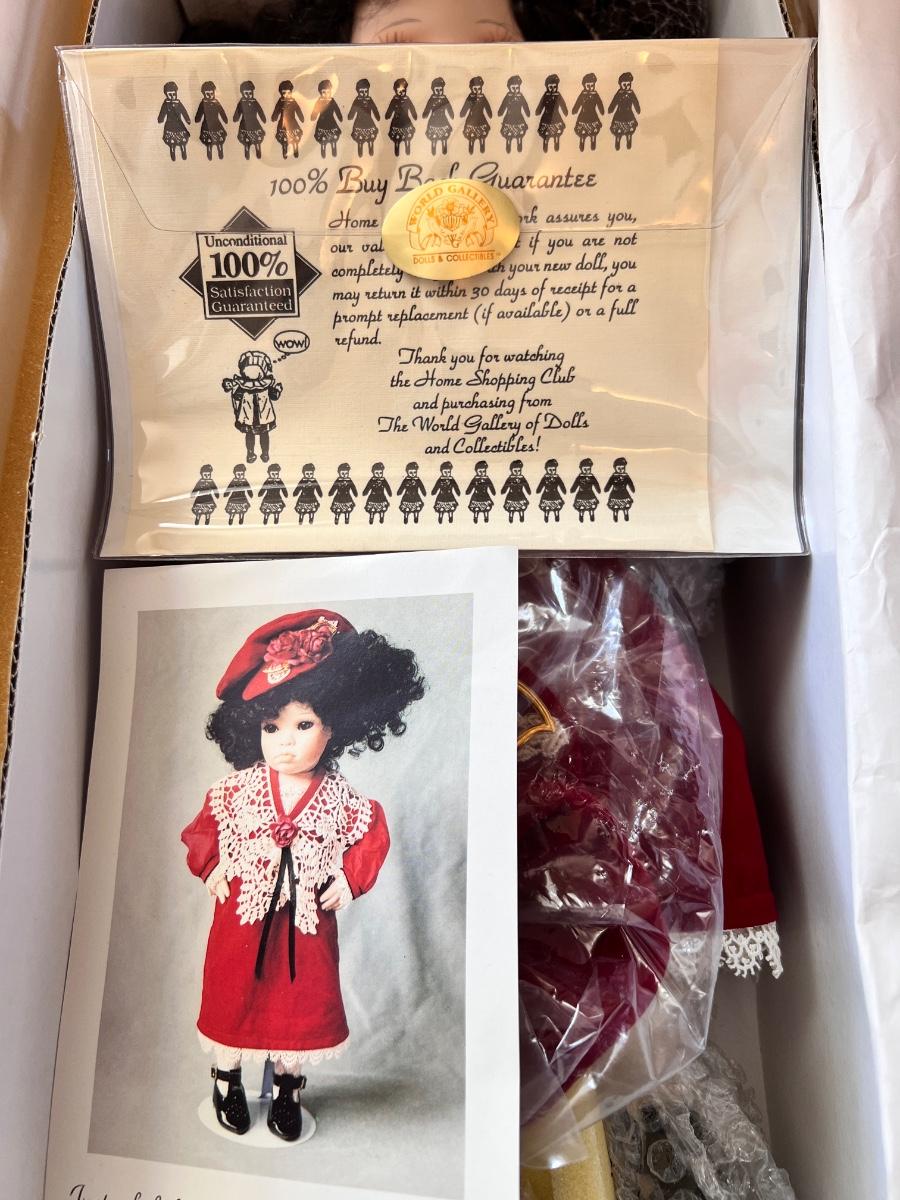 100% Buy Back Guarantee
WORLD GALLERY
DOLLS & COLLECTIBLES™
Unconditional
100%
Satisfaction
Guaranteed
WOW!
Home ork assures you,
our val if you are not
completely your new doll, you
may return it within 30 days of receipt for a
prompt replacement (if available) or a full
refund.
Thank you for watching
the Home Shopping Club
and purchasing from
The World Gallery of Dolls
and Collectibles!